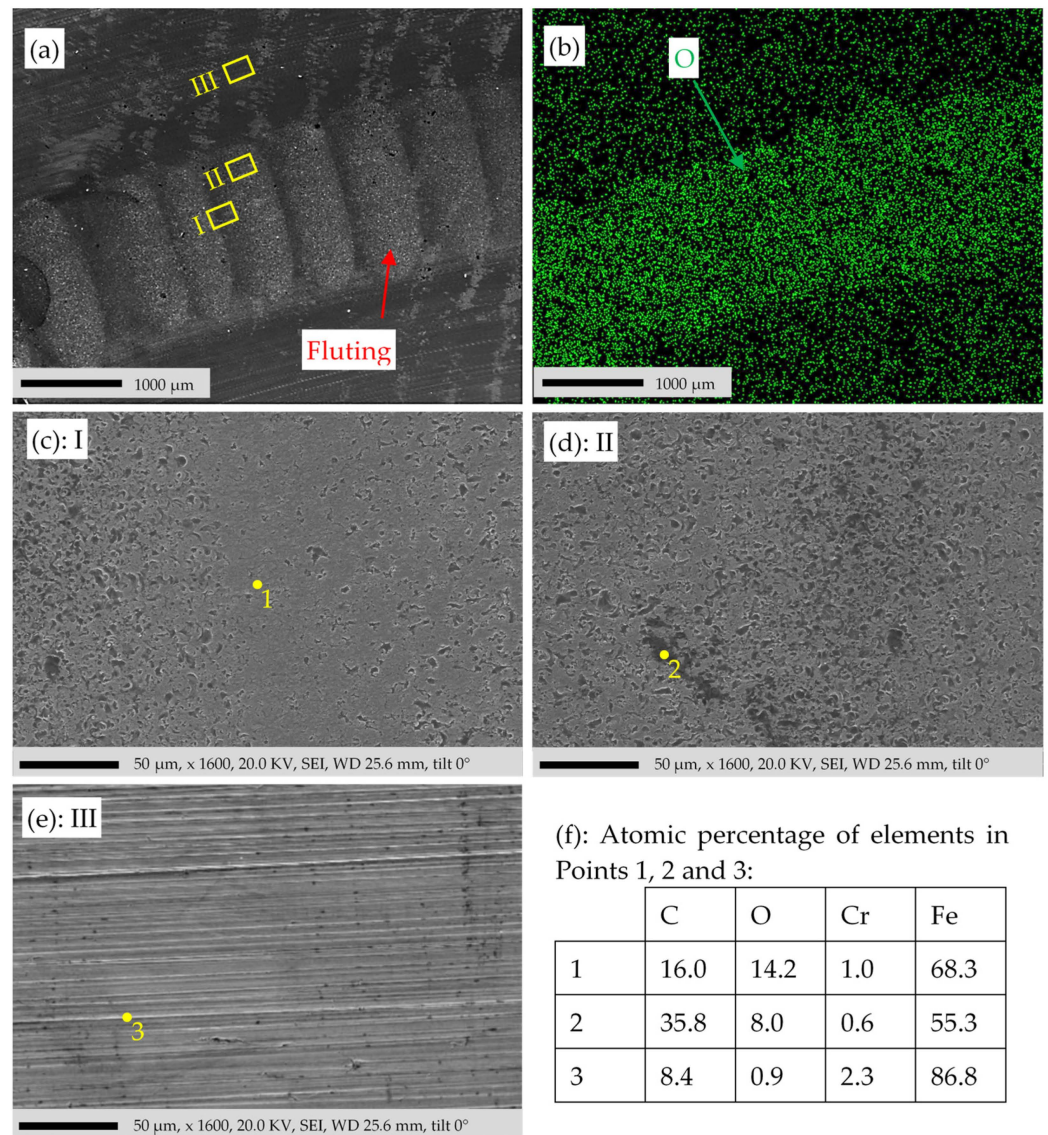 (a)
III
II
I
Fluting
1000 μm
(b)
O
1000 μm
(c): I
1
50 μm, x 1600, 20.0 KV, SEI, WD 25.6 mm, tilt 0°
(d): II
2
50 μm, x 1600, 20.0 KV, SEI, WD 25.6 mm, tilt 0°
(e): III
3
50 μm, x 1600, 20.0 KV, SEI, WD 25.6 mm, tilt 0°
(f): Atomic percentage of elements in
Points 1, 2 and 3:
C O Cr Fe
1 16.0 14.2 1.0 68.3
2 35.8 8.0 0.6 55.3
3 8.4 0.9 2.3 86.8